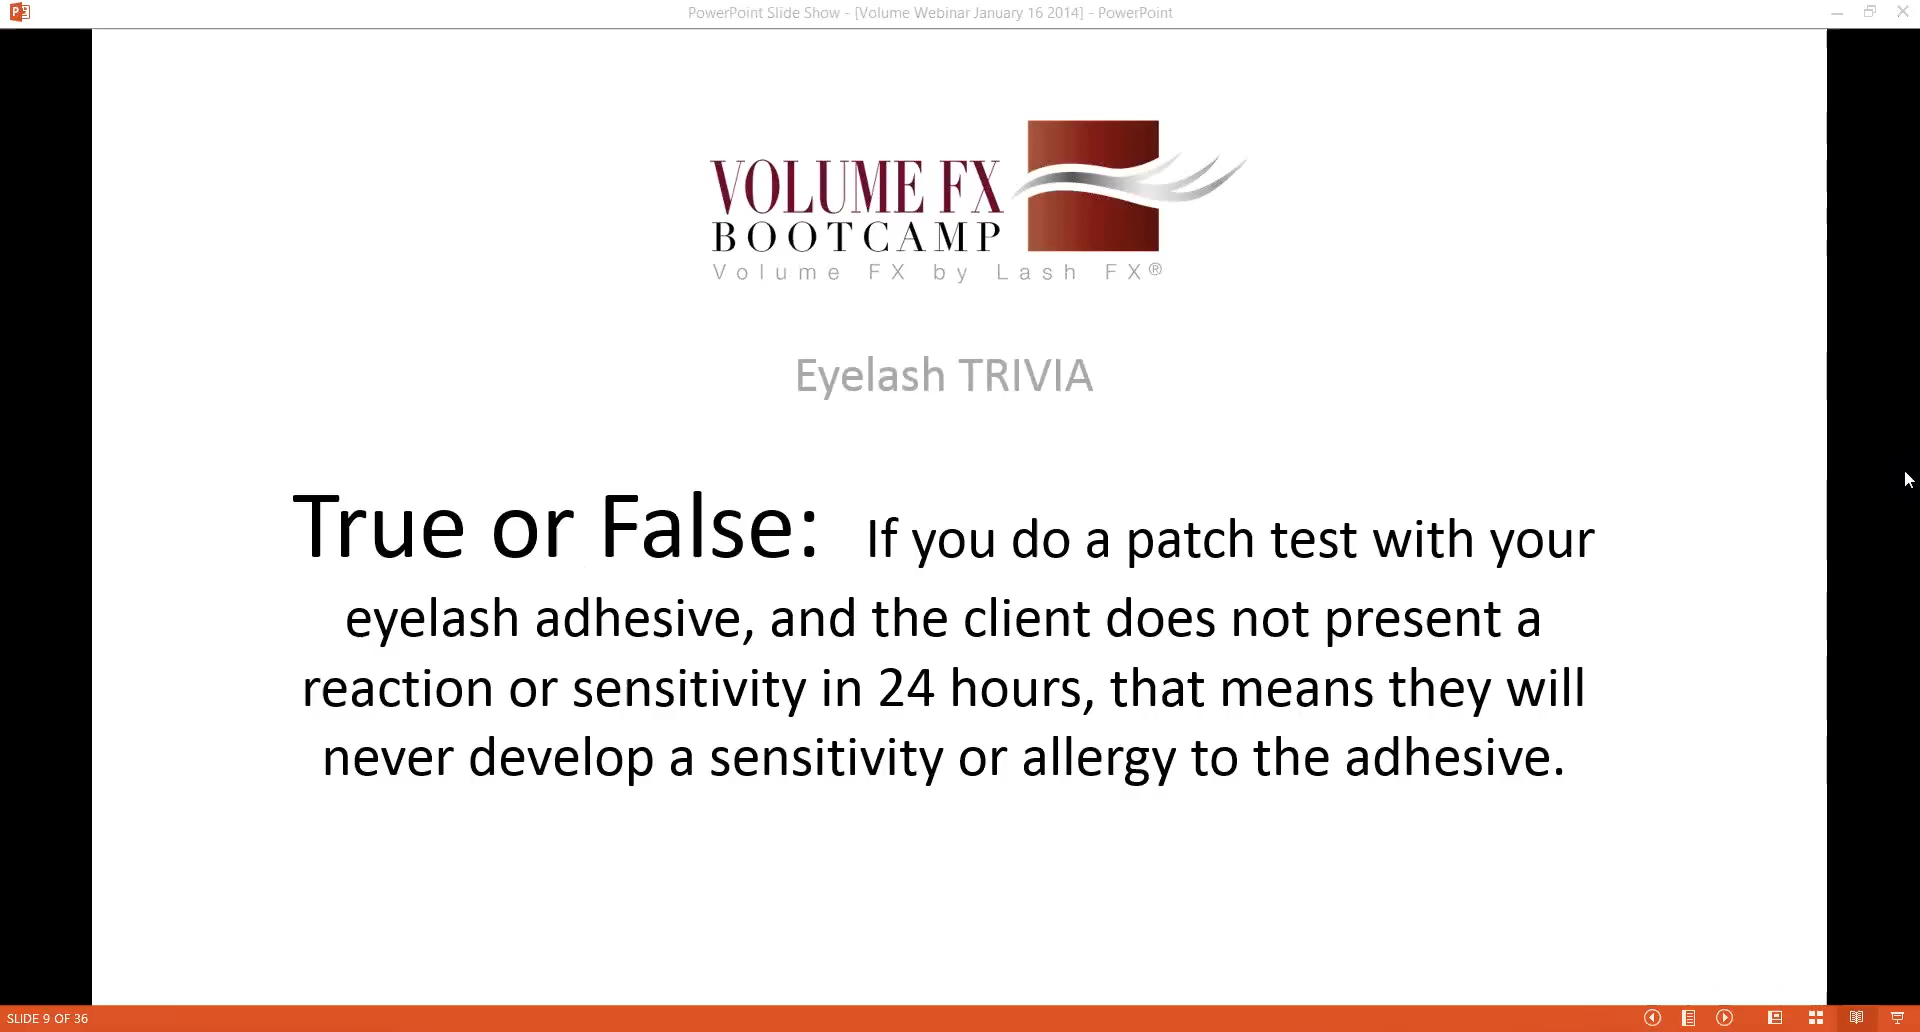 PowerPoint Slide Show - [Volume Webinar January 16 2014] - PowerPoint
VOLUME FX
BOOTCAMP
Volume FX by Lash FX®
Eyelash TRIVIA
True or False: If you do a patch test with your
eyelash adhesive, and the client does not present a
reaction or sensitivity in 24 hours, that means they will
never develop a sensitivity or allergy to the adhesive.
SLIDE 9 OF 36